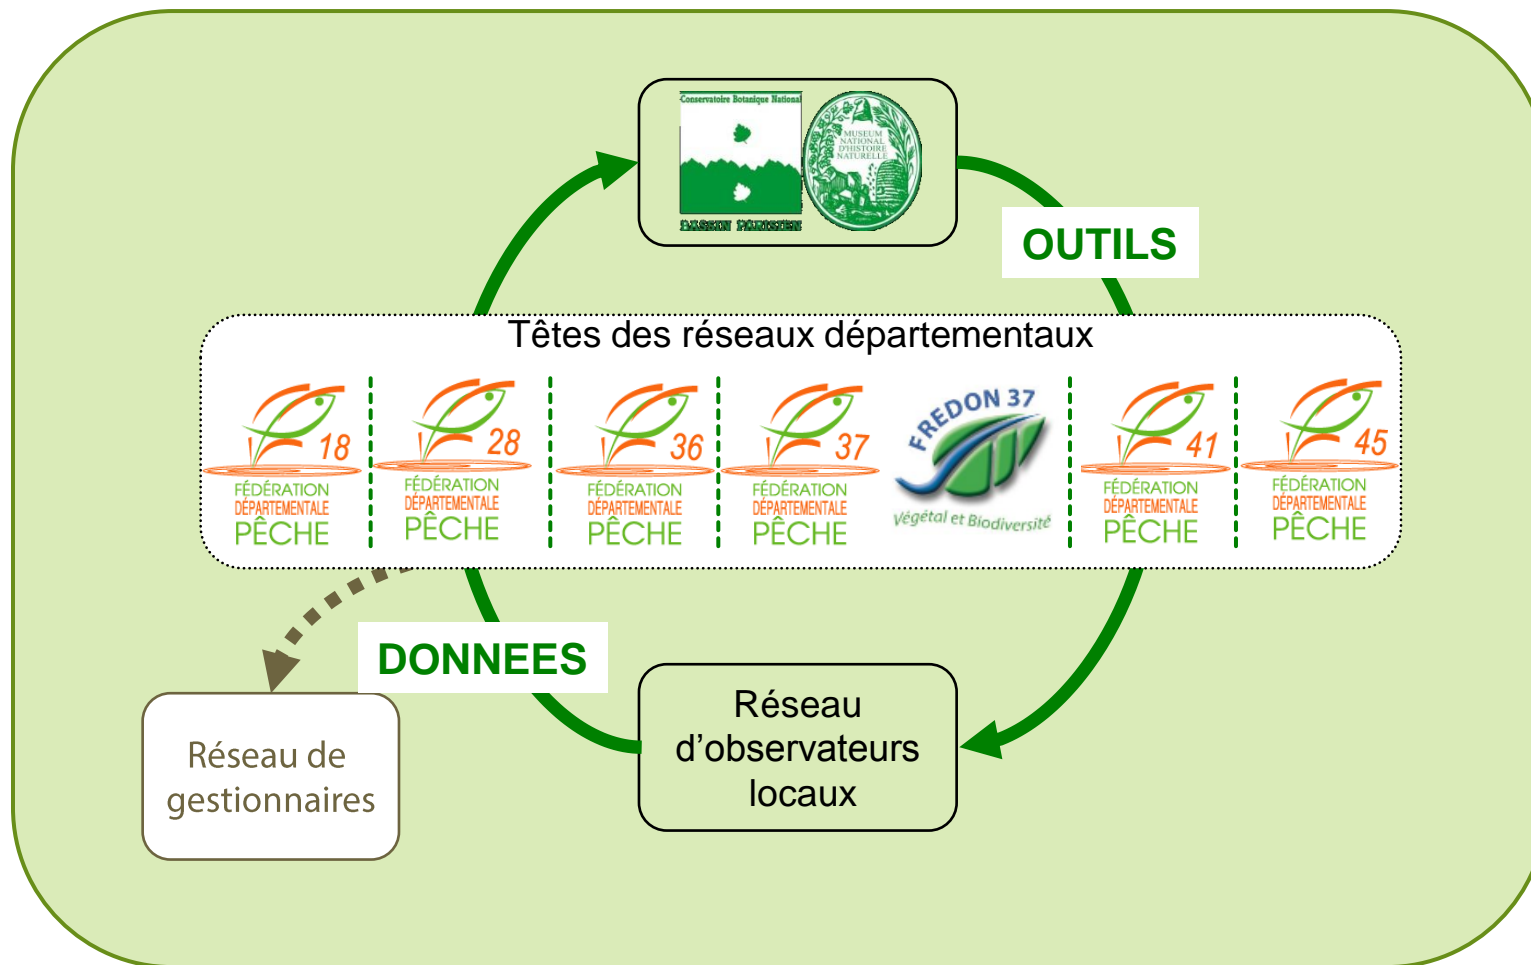 Conservatoire Botanique National
BASSIN PARISIEN
MUSEUM
NATIONAL
D'HISTOIRE
NATURELLE
OUTILS
Têtes des réseaux départementaux
18
FÉDÉRATION
DÉPARTEMENTALE
PÊCHE
28
FÉDÉRATION
DÉPARTEMENTALE
PÊCHE
36
FÉDÉRATION
DÉPARTEMENTALE
PÊCHE
37
FÉDÉRATION
DÉPARTEMENTALE
PÊCHE
FREDON 37
Végétal et Biodiversité
41
FÉDÉRATION
DÉPARTEMENTALE
PÊCHE
45
FÉDÉRATION
DÉPARTEMENTALE
PÊCHE
DONNEES
Réseau de
gestionnaires
Réseau
d’observateurs
locaux